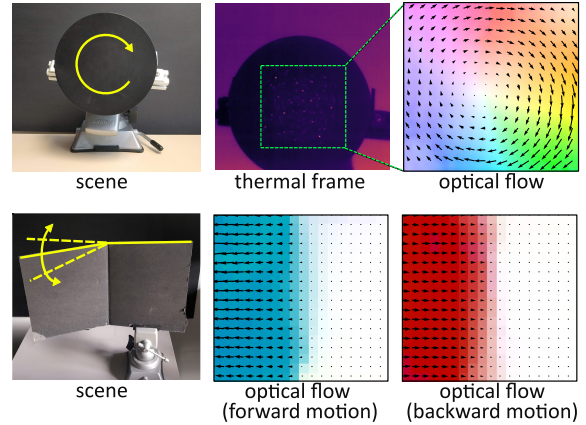 scene
thermal frame
optical flow
scene
optical flow
(forward motion)
optical flow
(backward motion)